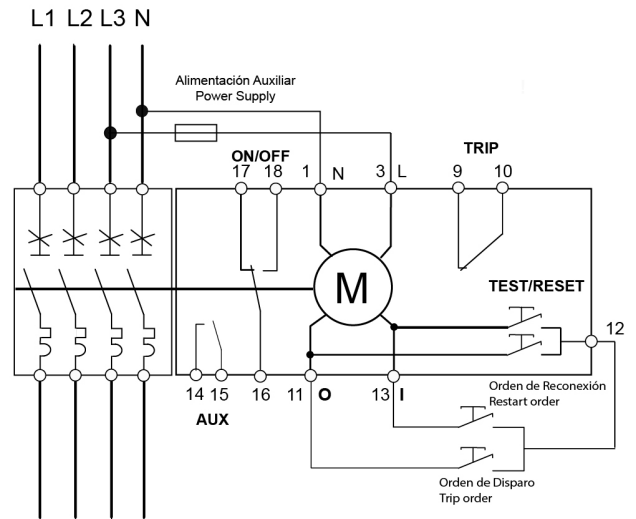 L1 L2 L3 N
Alimentación Auxiliar
Power Supply
ON/OFF
TRIP
17 18 1 N 3 L 9 10
M
TEST/RESET
12
14 15 16 11 O 13 I
AUX
Orden de Reconexión
Restart order
Orden de Disparo
Trip order